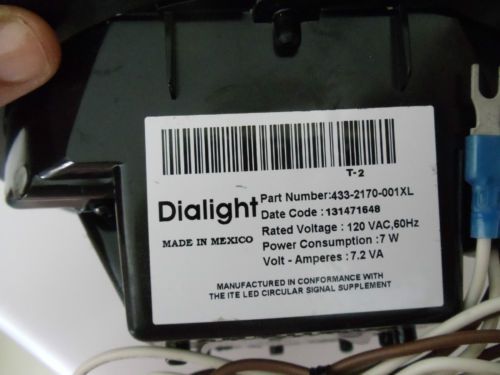 T-2
Dialight
MADE IN MEXICO
Part Number:433-2170-001XL
Date Code : 131471648
Rated Voltage : 120 VAC,60Hz
Power Consumption :7 W
Volt - Amperes : 7.2 VA
MANUFACTURED IN CONFORMANCE WITH
THE ITE LED CIRCULAR SIGNAL SUPPLEMENT